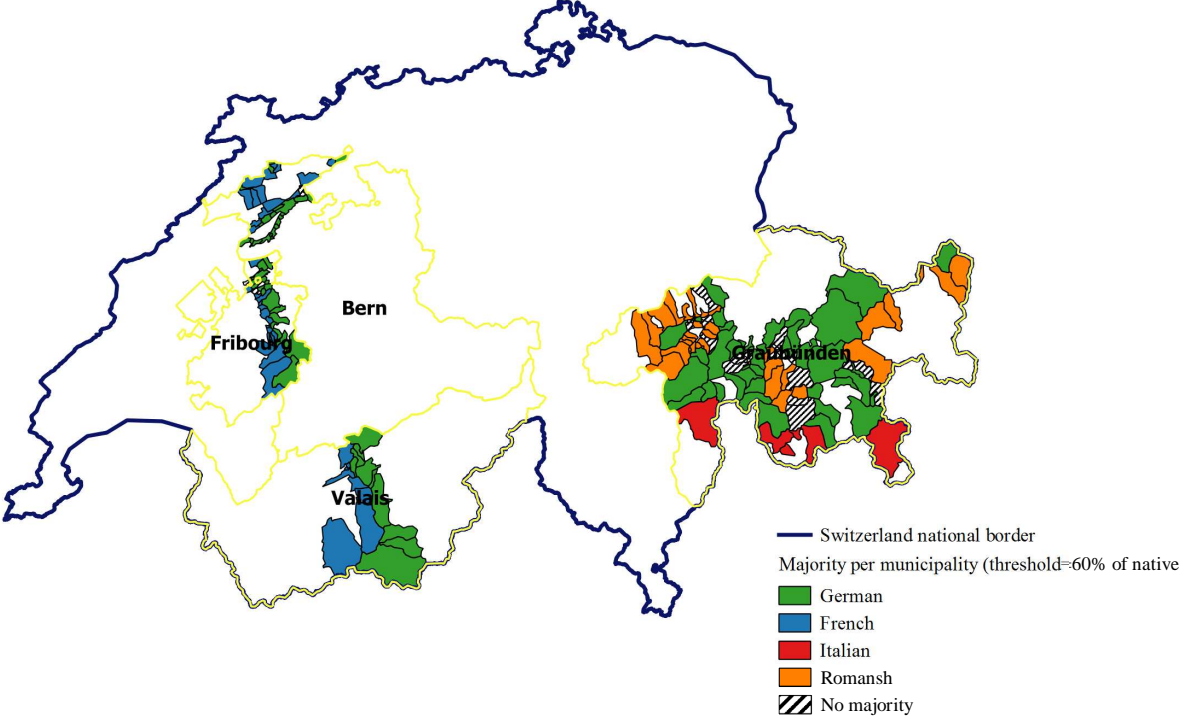 Bern
Fribourg
Graubünden
Valais
Switzerland national border
Majority per municipality (threshold=60% of native
German
French
Italian
Romansh
No majority